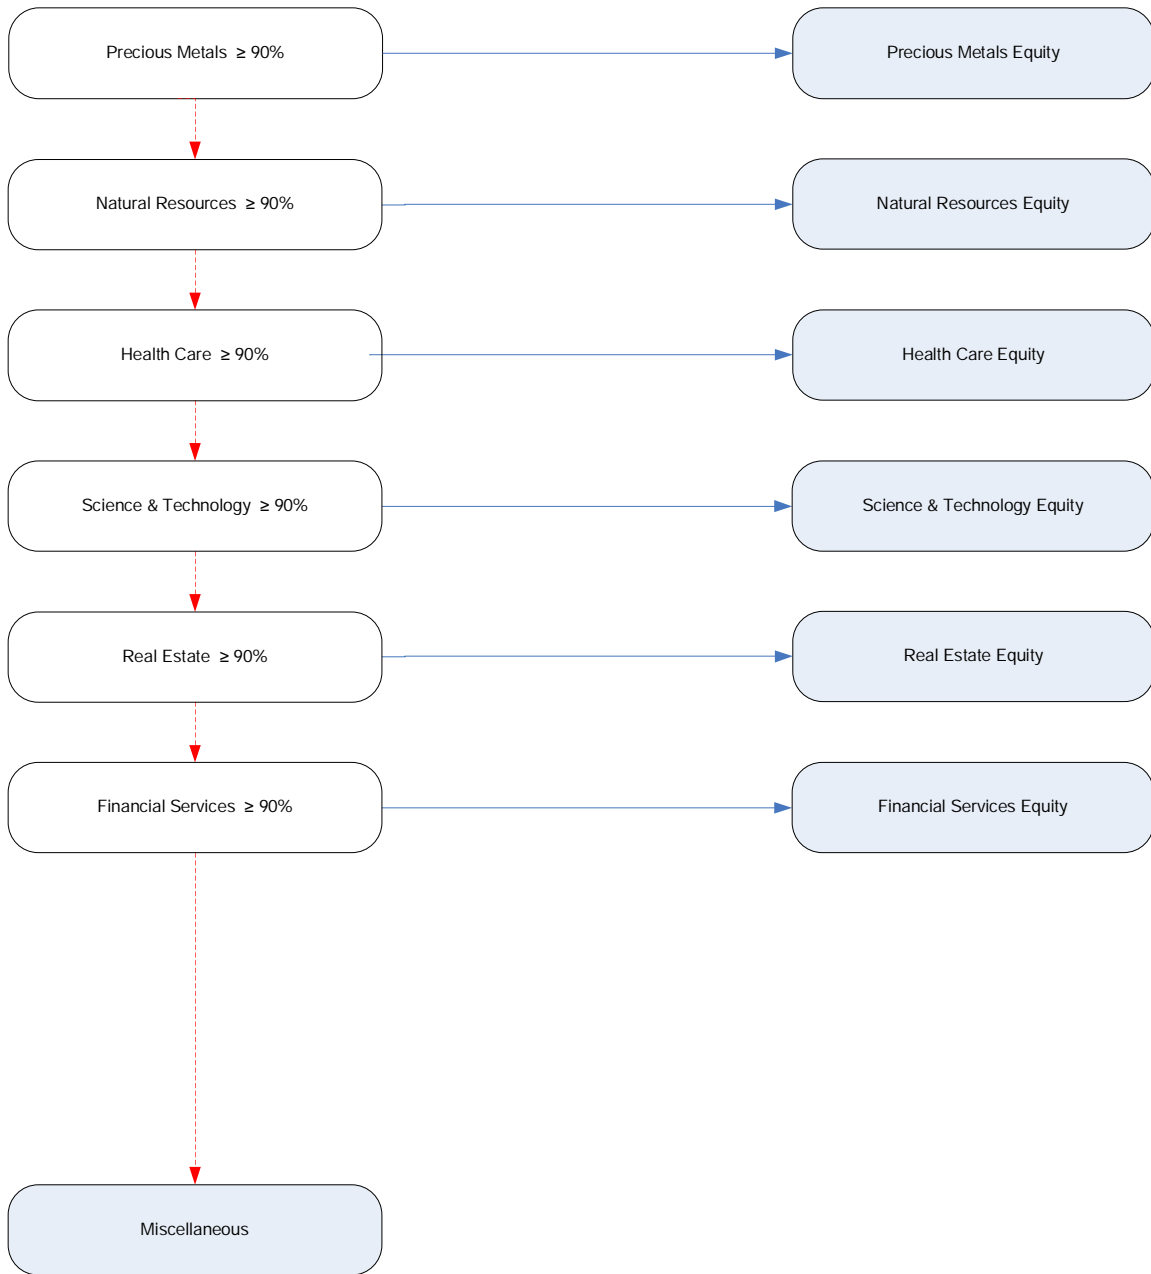 Precious Metals ≥ 90%
Precious Metals Equity
Natural Resources ≥ 90%
Natural Resources Equity
Health Care ≥ 90%
Health Care Equity
Science & Technology ≥ 90%
Science & Technology Equity
Real Estate ≥ 90%
Real Estate Equity
Financial Services ≥ 90%
Financial Services Equity
Miscellaneous